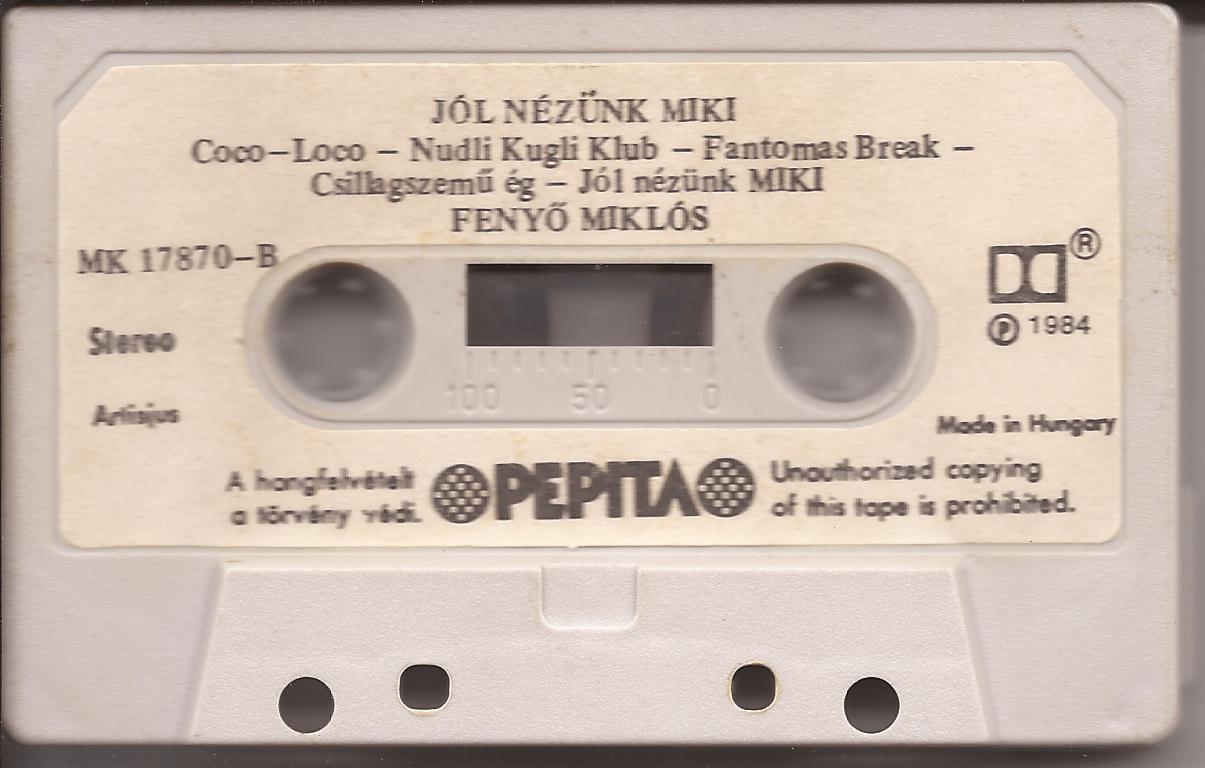 JÓL NÉZÜNK MIKI
Coco–Loco – Nudli Kugli Klub – Fantomas Break –
Csillagszemű ég – Jól nézünk MIKI
FENYŐ MIKLÓS
MK 17870–B
®
Stereo
℗ 1984
100 50 0
Artisjus
Made in Hungary
A hangfelvételt
a törvény védi.
PEPITA
Unauthorized copying
of this tape is prohibited.